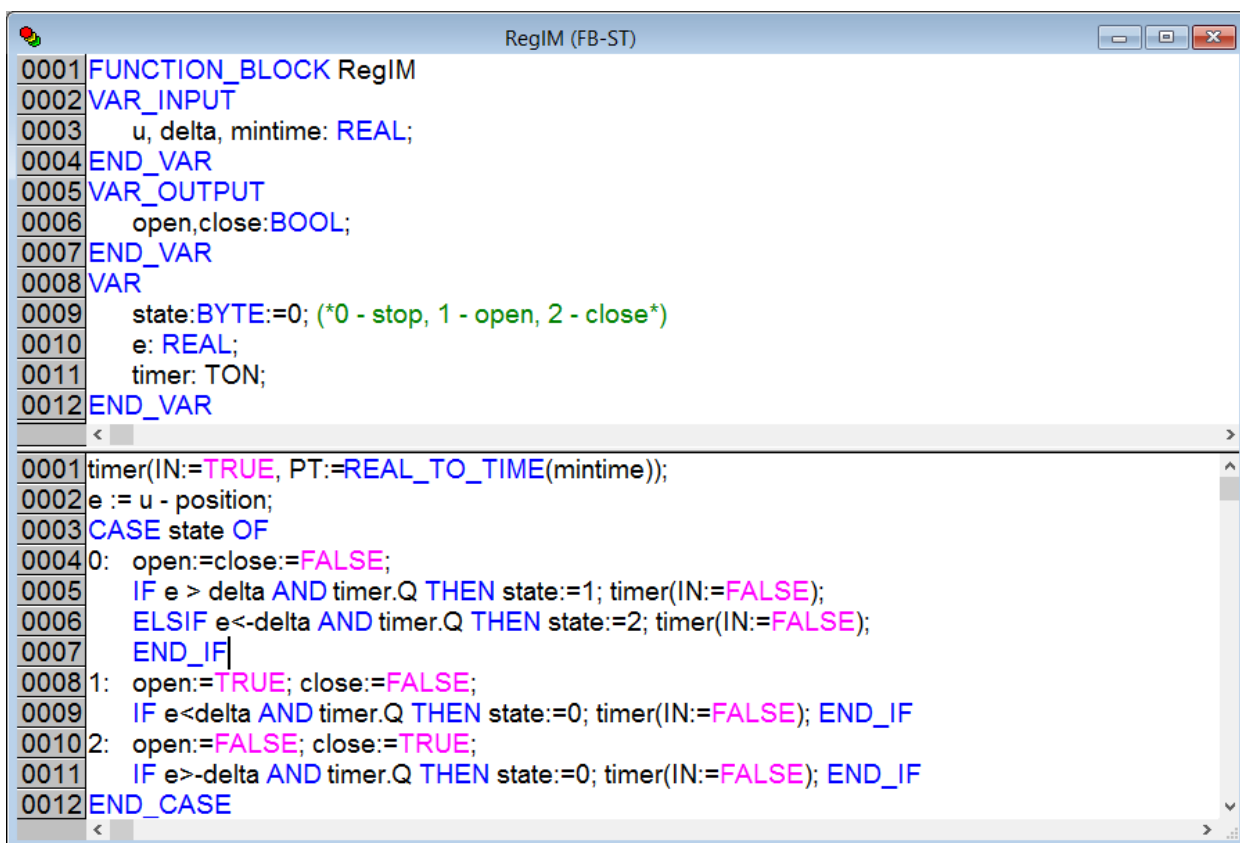 RegIM (FB-ST)
0001 FUNCTION_BLOCK RegIM
0002 VAR_INPUT
0003 u, delta, mintime: REAL;
0004 END_VAR
0005 VAR_OUTPUT
0006 open,close:BOOL;
0007 END_VAR
0008 VAR
0009 state:BYTE:=0; (*0 - stop, 1 - open, 2 - close*)
0010 e: REAL;
0011 timer: TON;
0012 END_VAR
0001 timer(IN:=TRUE, PT:=REAL_TO_TIME(mintime));
0002 e := u - position;
0003 CASE state OF
0004 0: open:=close:=FALSE;
0005 IF e > delta AND timer.Q THEN state:=1; timer(IN:=FALSE);
0006 ELSIF e<-delta AND timer.Q THEN state:=2; timer(IN:=FALSE);
0007 END_IF
0008 1: open:=TRUE; close:=FALSE;
0009 IF e<delta AND timer.Q THEN state:=0; timer(IN:=FALSE); END_IF
0010 2: open:=FALSE; close:=TRUE;
0011 IF e>-delta AND timer.Q THEN state:=0; timer(IN:=FALSE); END_IF
0012 END_CASE